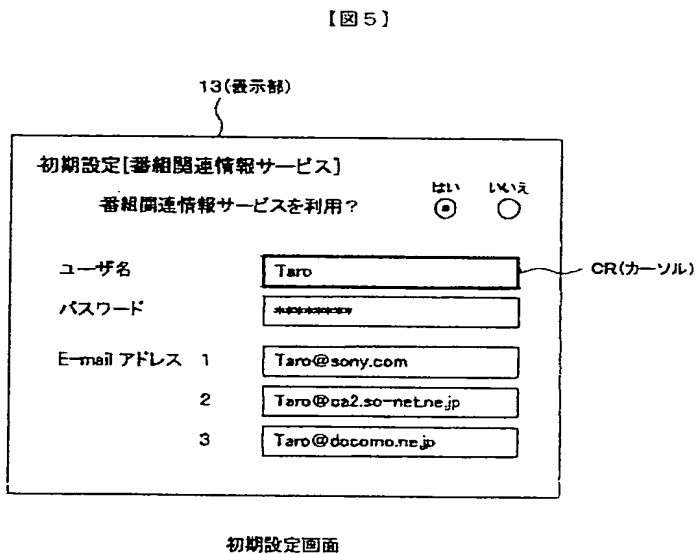 【図5】
13(表示部)
初期設定[番組関連情報サービス]
はい いいえ
番組関連情報サービスを利用?
ユーザ名 Taro
CR(カーソル)
パスワード ********
E-mail アドレス 1 Taro@sony.com
2 Taro@ca2.so-net.ne.jp
3 Taro@docomo.ne.jp
初期設定画面